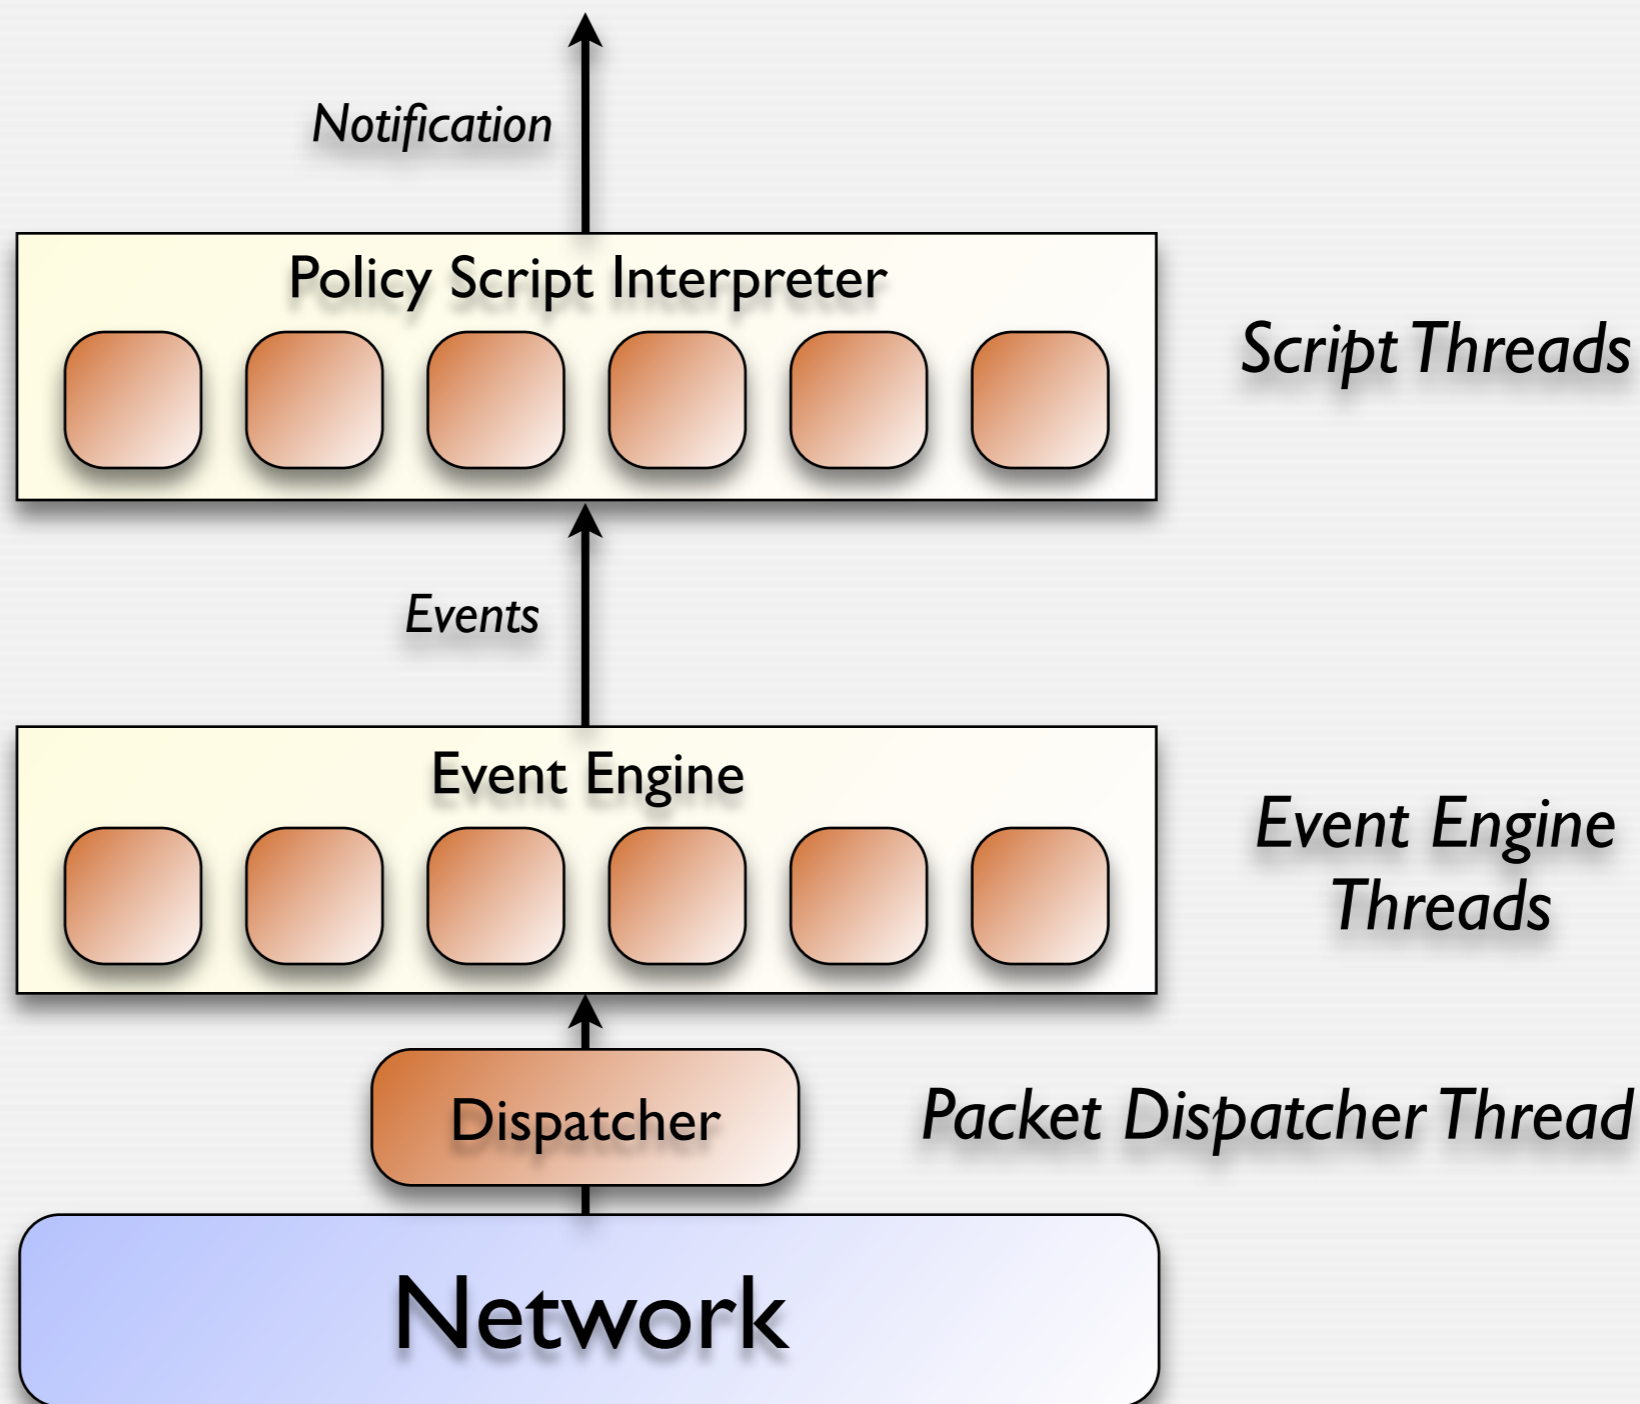 Notification
Policy Script Interpreter
Script Threads
Events
Event Engine
Event Engine
Threads
Dispatcher
Packet Dispatcher Thread
Network